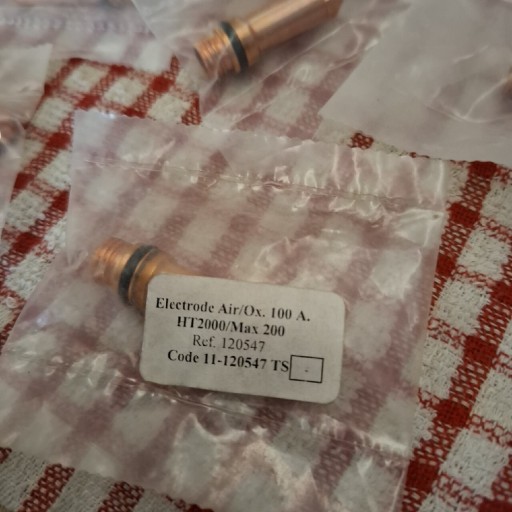 Electrode Air/Ox. 100 A.
HT2000/Max 200
Ref. 120547
Code 11-120547 TS